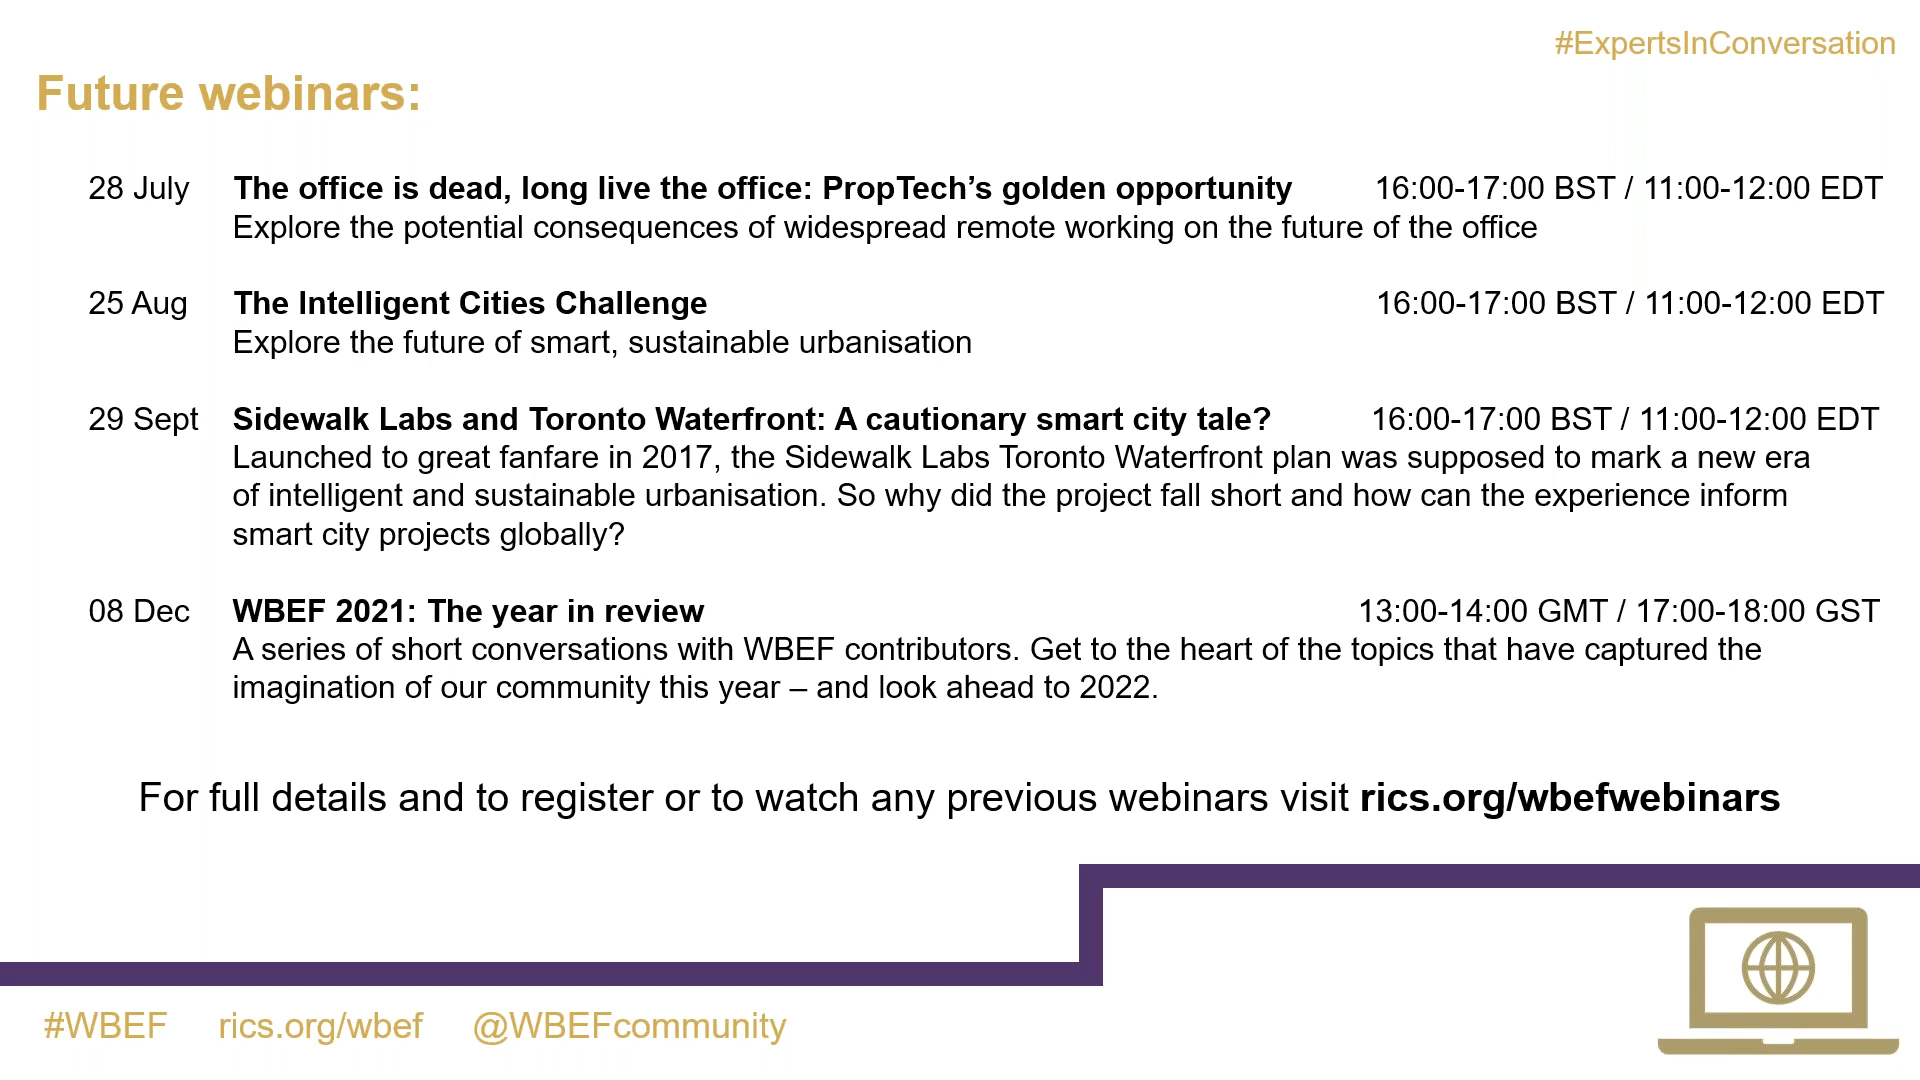 #ExpertsInConversation
Future webinars:
28 July The office is dead, long live the office: PropTech’s golden opportunity 16:00-17:00 BST / 11:00-12:00 EDT
Explore the potential consequences of widespread remote working on the future of the office
25 Aug The Intelligent Cities Challenge 16:00-17:00 BST / 11:00-12:00 EDT
Explore the future of smart, sustainable urbanisation
29 Sept Sidewalk Labs and Toronto Waterfront: A cautionary smart city tale? 16:00-17:00 BST / 11:00-12:00 EDT
Launched to great fanfare in 2017, the Sidewalk Labs Toronto Waterfront plan was supposed to mark a new era
of intelligent and sustainable urbanisation. So why did the project fall short and how can the experience inform
smart city projects globally?
08 Dec WBEF 2021: The year in review 13:00-14:00 GMT / 17:00-18:00 GST
A series of short conversations with WBEF contributors. Get to the heart of the topics that have captured the
imagination of our community this year – and look ahead to 2022.
For full details and to register or to watch any previous webinars visit rics.org/wbefwebinars
#WBEF rics.org/wbef @WBEFcommunity